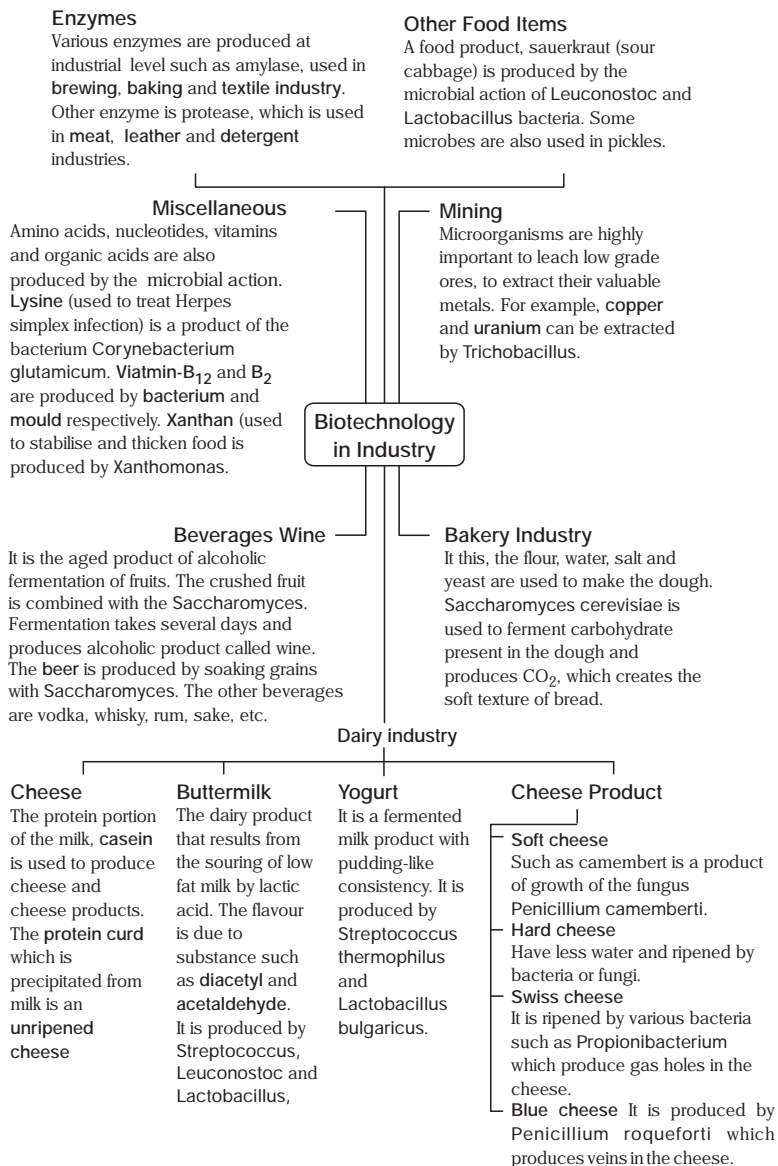 Enzymes
Various enzymes are produced at
industrial level such as amylase, used in
brewing, baking and textile industry.
Other enzyme is protease, which is used
in meat, leather and detergent
industries.
Other Food Items
A food product, sauerkraut (sour
cabbage) is produced by the
microbial action of Leuconostoc and
Lactobacillus bacteria. Some
microbes are also used in pickles.
Miscellaneous
Amino acids, nucleotides, vitamins
and organic acids are also
produced by the microbial action.
Lysine (used to treat Herpes
simplex infection) is a product of the
bacterium Corynebacterium
glutamicum. Viatmin-B12 and B2
are produced by bacterium and
mould respectively. Xanthan (used
to stabilise and thicken food is
produced by Xanthomonas.
Mining
Microorganisms are highly
important to leach low grade
ores, to extract their valuable
metals. For example, copper
and uranium can be extracted
by Trichobacillus.
Biotechnology
in Industry
Beverages Wine
It is the aged product of alcoholic
fermentation of fruits. The crushed fruit
is combined with the Saccharomyces.
Fermentation takes several days and
produces alcoholic product called wine.
The beer is produced by soaking grains
with Saccharomyces. The other beverages
are vodka, whisky, rum, sake, etc.
Bakery Industry
It this, the flour, water, salt and
yeast are used to make the dough.
Saccharomyces cerevisiae is
used to ferment carbohydrate
present in the dough and
produces CO2, which creates the
soft texture of bread.
Dairy industry
Cheese
The protein portion
of the milk, casein
is used to produce
cheese and
cheese products.
The protein curd
which is
precipitated from
milk is an
unripened
cheese
Buttermilk
The dairy product
that results from
the souring of low
fat milk by lactic
acid. The flavour
is due to
substance such
as diacetyl and
acetaldehyde.
It is produced by
Streptococcus,
Leuconostoc and
Lactobacillus,
Yogurt
It is a fermented
milk product with
pudding-like
consistency. It is
produced by
Streptococcus
thermophilus
and
Lactobacillus
bulgaricus.
Cheese Product
Soft cheese
Such as camembert is a product
of growth of the fungus
Penicillium camemberti.
Hard cheese
Have less water and ripened by
bacteria or fungi.
Swiss cheese
It is ripened by various bacteria
such as Propionibacterium
which produce gas holes in the
cheese.
Blue cheese It is produced by
Penicillium roqueforti which
produces veins in the cheese.